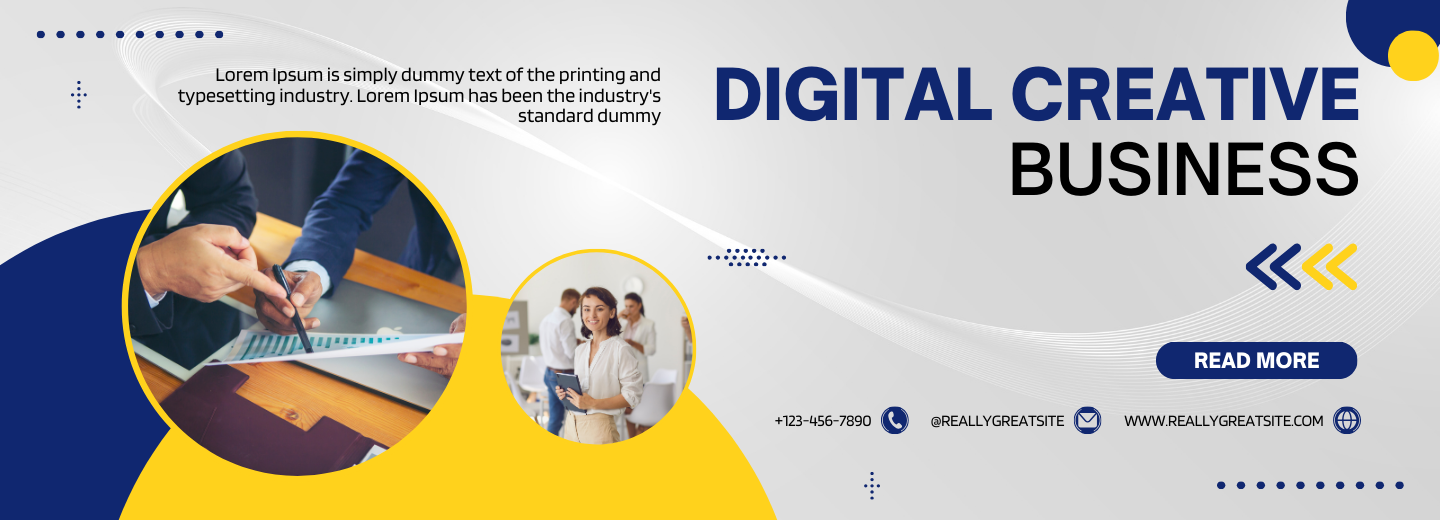 Lorem Ipsum is simply dummy text of the printing and
typesetting industry. Lorem Ipsum has been the industry's
standard dummy
DIGITAL CREATIVE
BUSINESS
READ MORE
+123-456-7890
@REALLYGREATSITE
WWW.REALLYGREATSITE.COM